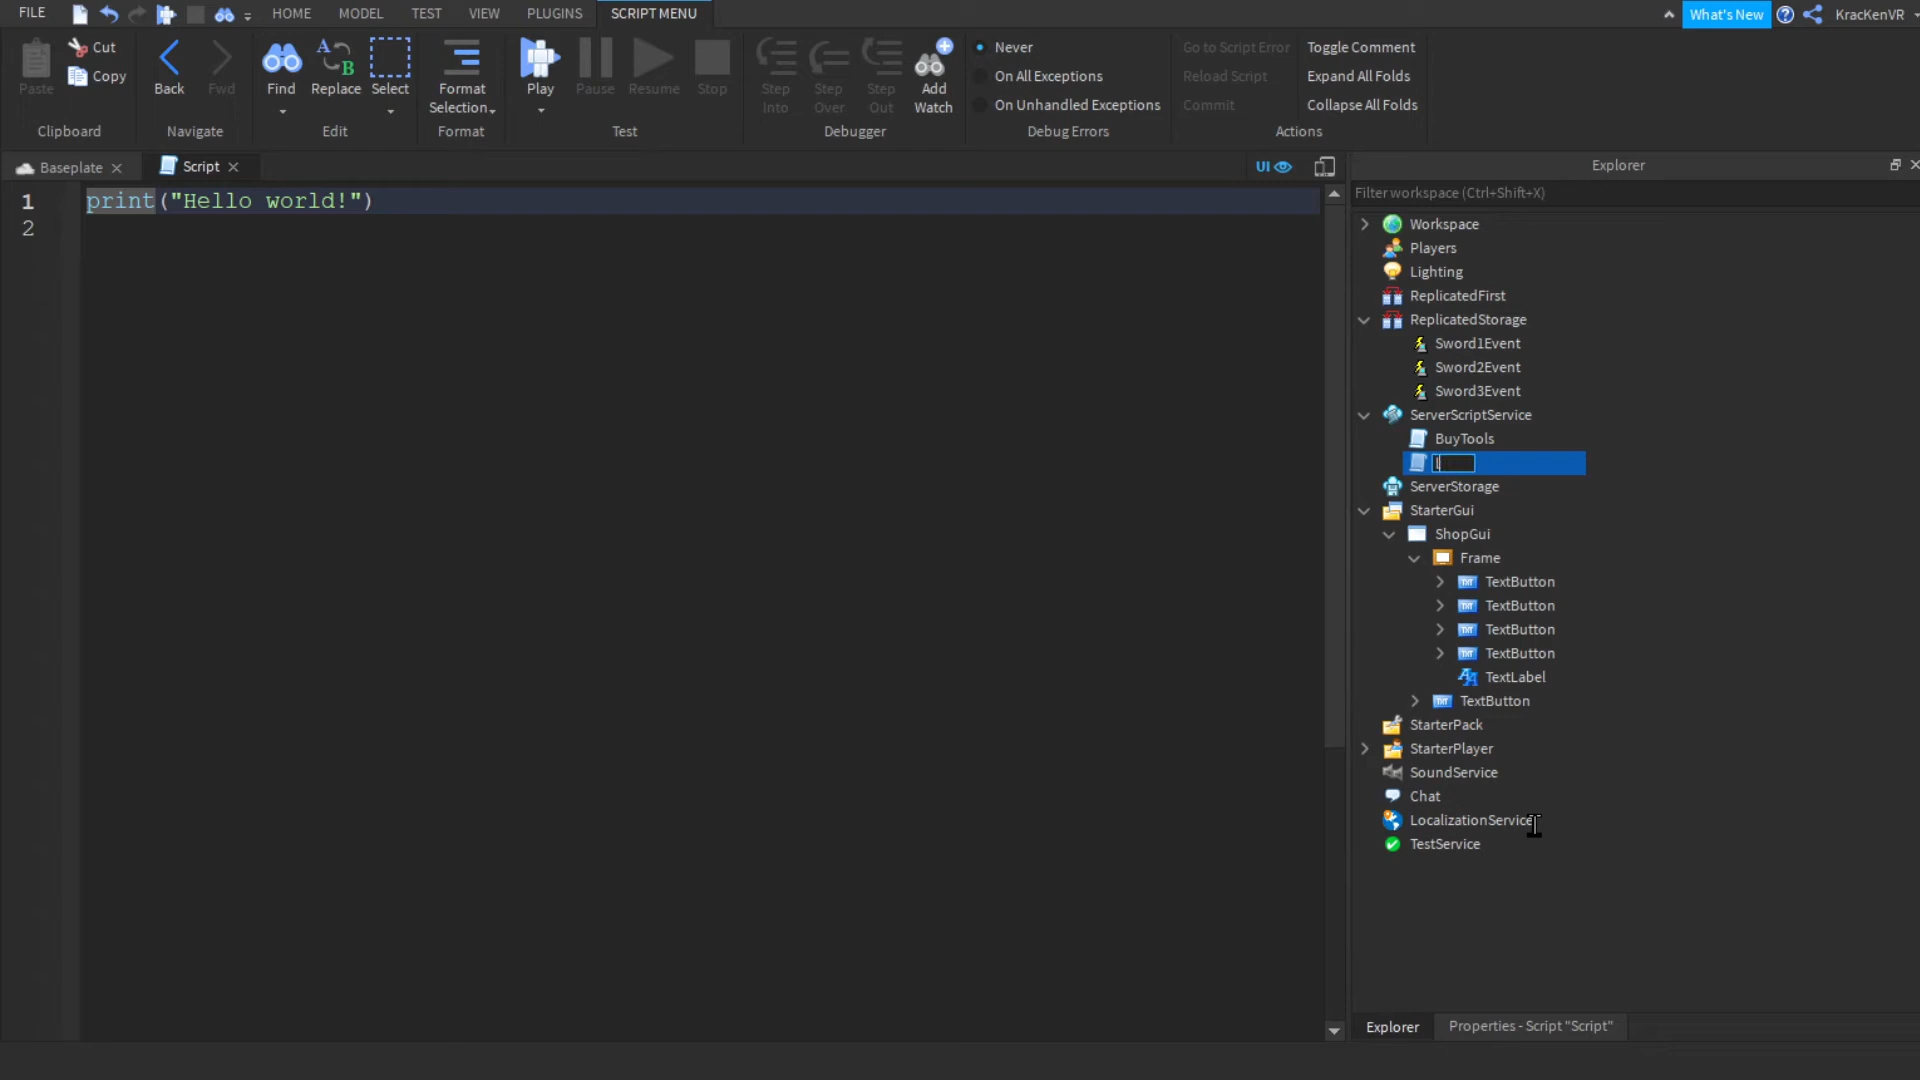 FILE HOME MODEL TEST VIEW PLUGINS SCRIPT MENU What's New KracKenVR
Paste Cut Copy Clipboard
Back Fwd Navigate
Find Replace Select Edit
Format Selection Format
Play Pause Resume Stop Test
Step Into Step Over Step Out Add Watch Debugger
Never
On All Exceptions
On Unhandled Exceptions
Debug Errors
Go to Script Error Toggle Comment
Reload Script Expand All Folds
Commit Collapse All Folds
Actions
Baseplate Script UI
1 print("Hello world!")
2
Explorer
Filter workspace (Ctrl+Shift+X)
Workspace
Players
Lighting
ReplicatedFirst
ReplicatedStorage
Sword1Event
Sword2Event
Sword3Event
ServerScriptService
BuyTools
ServerStorage
StarterGui
ShopGui
Frame
TextButton
TextButton
TextButton
TextButton
TextLabel
TextButton
StarterPack
StarterPlayer
SoundService
Chat
LocalizationService
TestService
Explorer Properties - Script "Script"